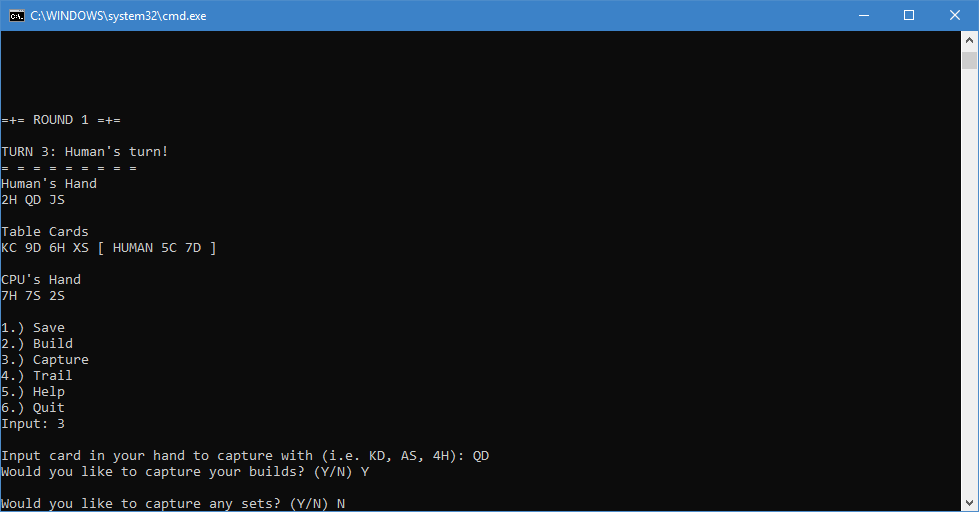 C:\WINDOWS\system32\cmd.exe
=+= ROUND 1 =+=
TURN 3: Human's turn!
= = = = = = = = =
Human's Hand
2H QD JS
Table Cards
KC 9D 6H XS [ HUMAN 5C 7D ]
CPU's Hand
7H 7S 2S
1.) Save
2.) Build
3.) Capture
4.) Trail
5.) Help
6.) Quit
Input: 3
Input card in your hand to capture with (i.e. KD, AS, 4H): QD
Would you like to capture your builds? (Y/N) Y
Would you like to capture any sets? (Y/N) N